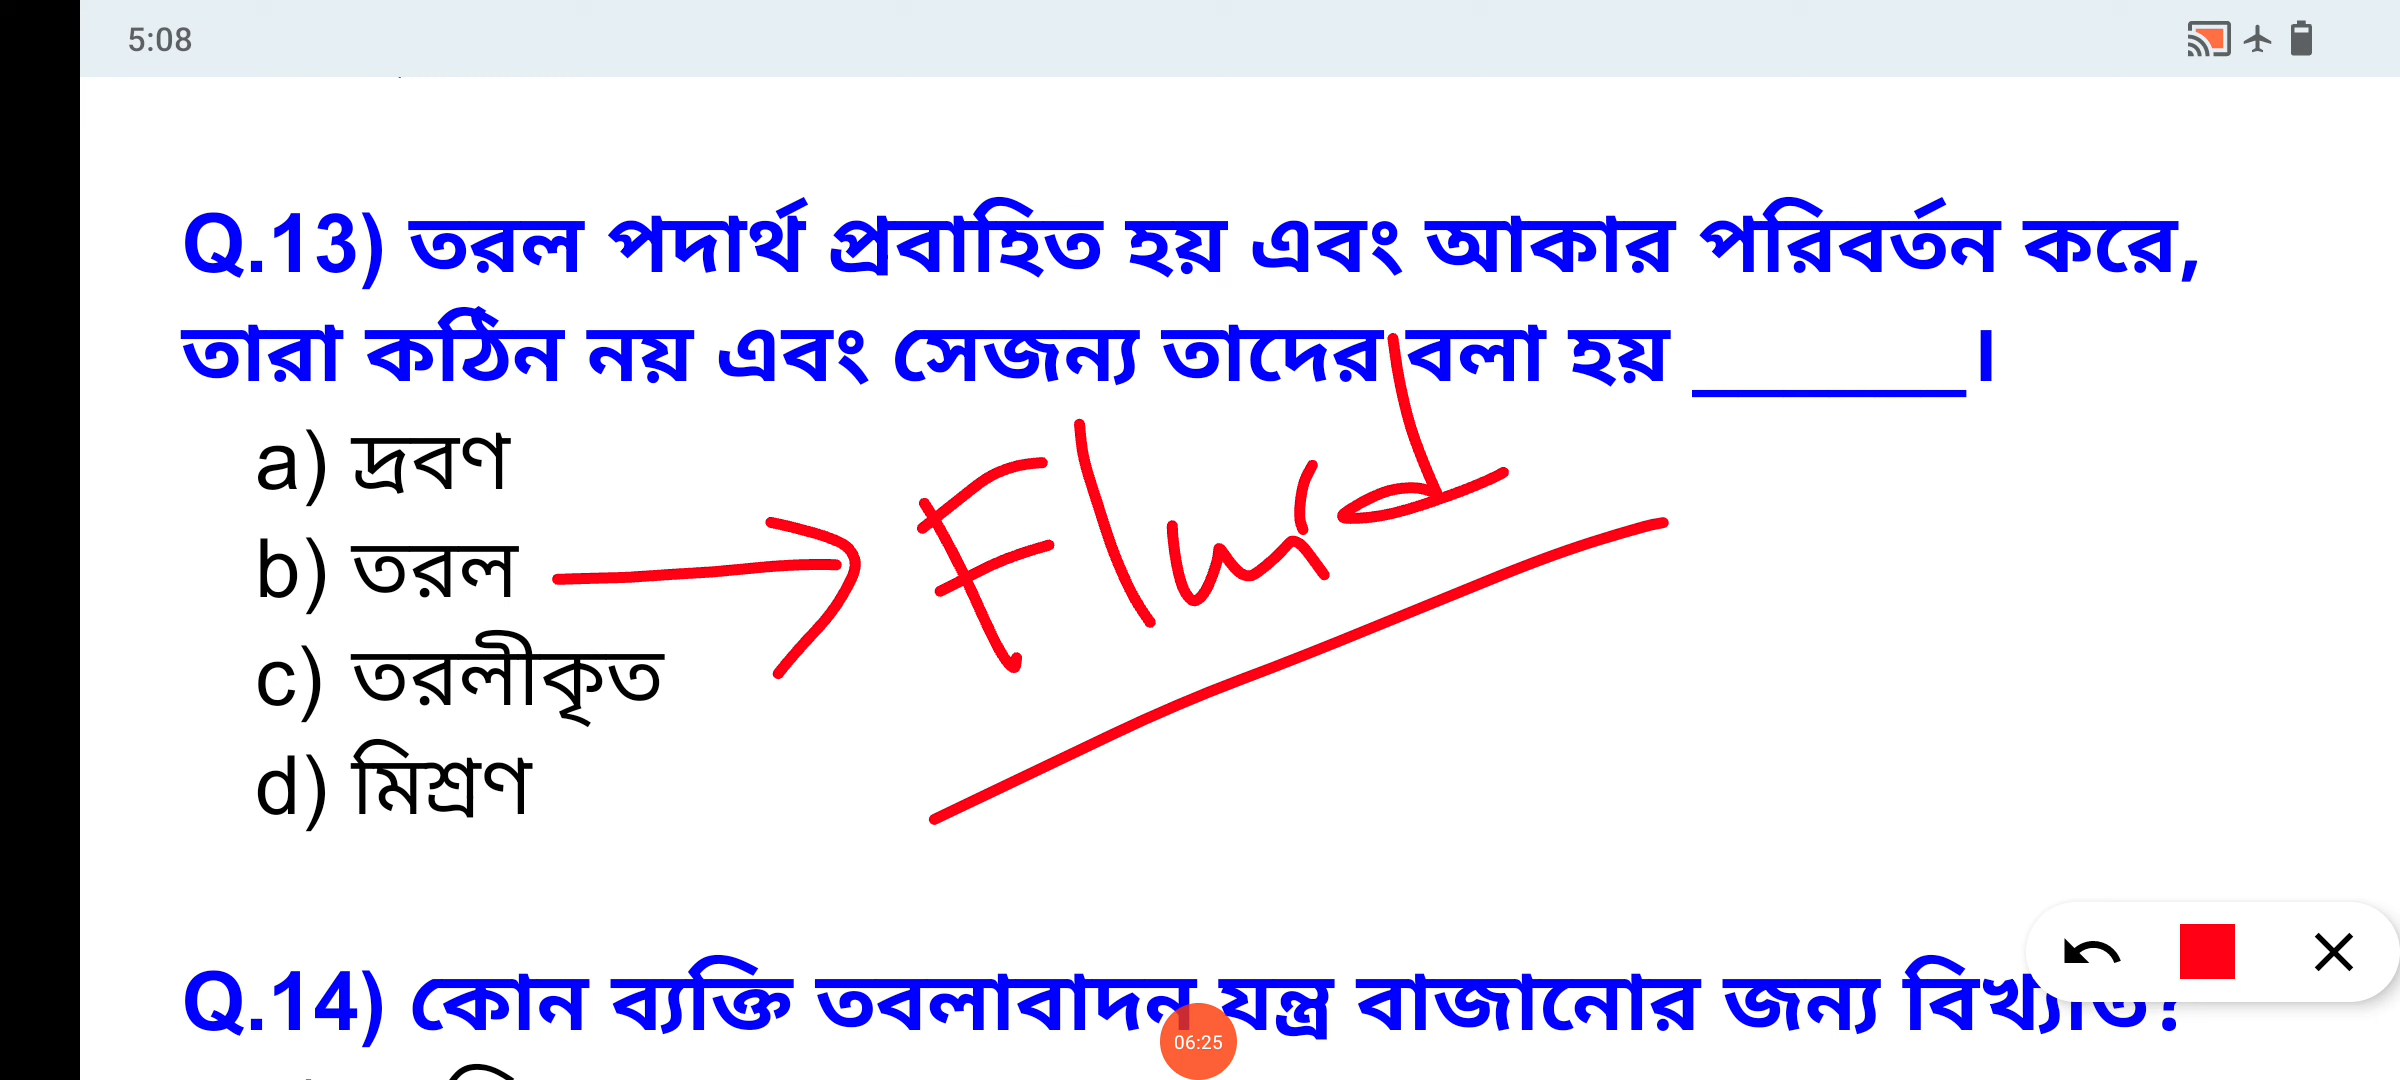 5:08
Q.13) তরল পদার্থ প্রবাহিত হয় এবং আকার পরিবর্তন করে,
তারা কঠিন নয় এবং সেজন্য তাদের বলা হয় ________।
a) দ্রবণ
b) তরল
Fluid
c) তরলীকৃত
d) মিশ্রণ
Q.14) কোন ব্যক্তি তবলাবাদন যন্ত্র বাজানোর জন্য বিখ্যাত?
06:25